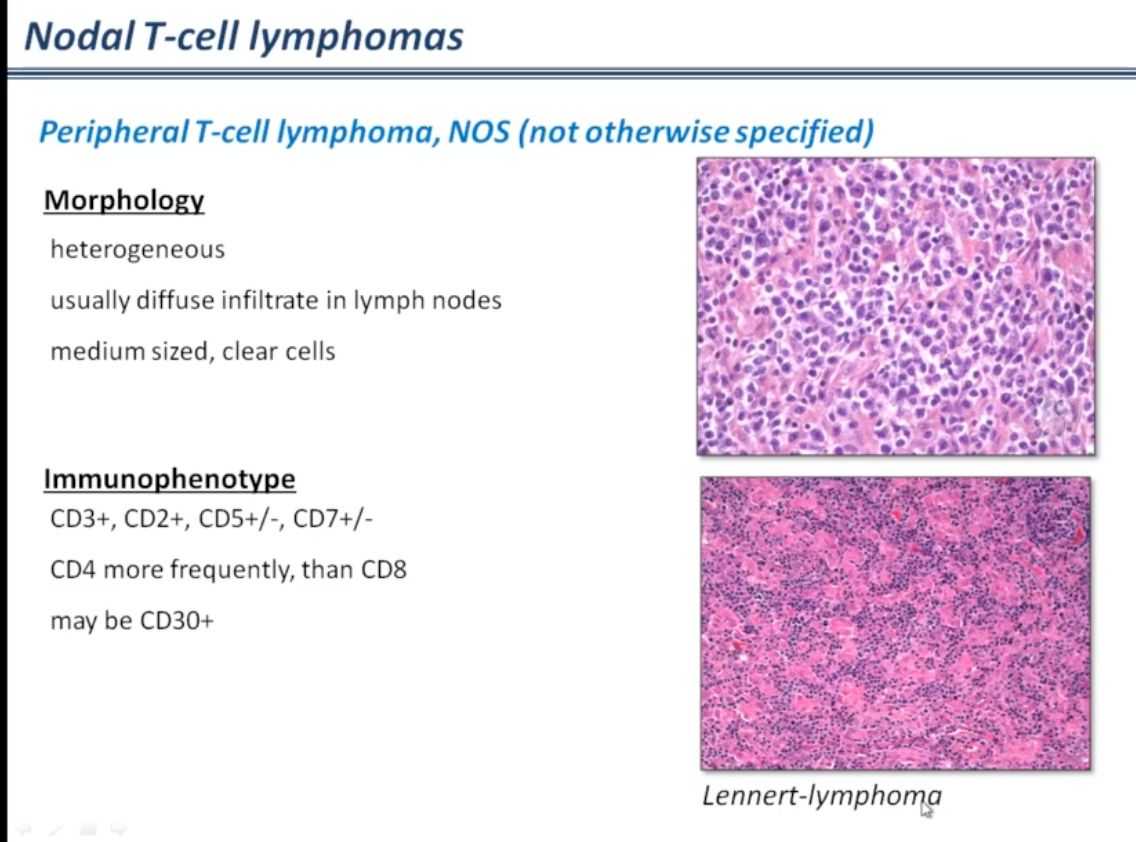 Nodal T-cell lymphomas
Peripheral T-cell lymphoma, NOS (not otherwise specified)
Morphology
heterogeneous
usually diffuse infiltrate in lymph nodes
medium sized, clear cells
Immunophenotype
CD3+, CD2+, CD5+/-, CD7+/-
CD4 more frequently, than CD8
may be CD30+
Lennert-lymphoma